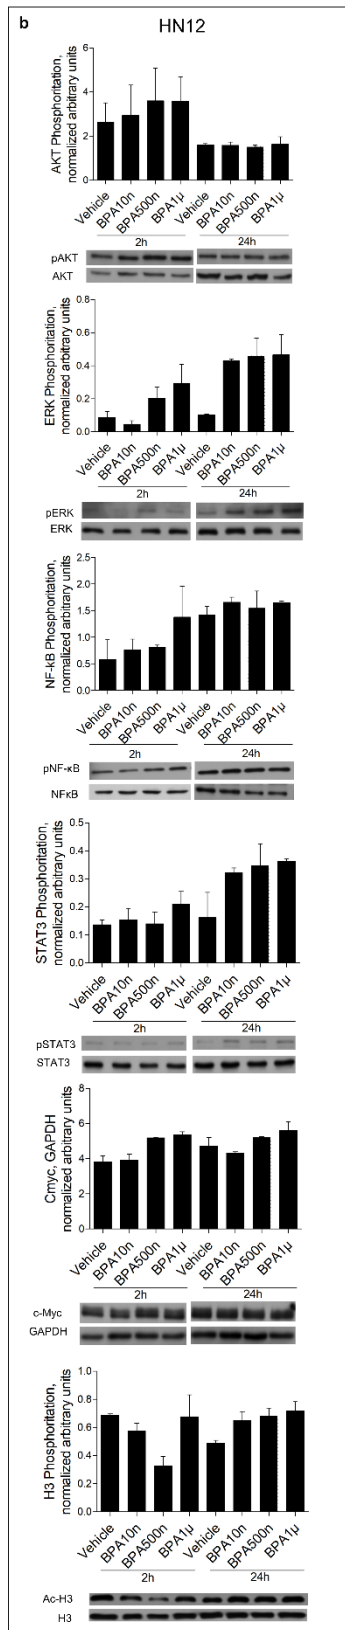 b
HN12
AKT Phosphoritation,
normalized arbitrary units
6
4
2
0
Vehicle BPA10n BPA500n BPA1µ Vehicle BPA10n BPA500n BPA1µ
2h 24h
pAKT
AKT
ERK Phosphoritation,
normalized arbitrary units
0.6
0.4
0.2
0.0
Vehicle BPA10n BPA500n BPA1µ Vehicle BPA10n BPA500n BPA1µ
2h 24h
pERK
ERK
NF-kB Phosphoritation,
normalized arbitrary units
2.5
2.0
1.5
1.0
0.5
0.0
Vehicle BPA10n BPA500n BPA1µ Vehicle BPA10n BPA500n BPA1µ
2h 24h
pNF-κB
NFκB
STAT3 Phosphoritation,
normalized arbitrary units
0.5
0.4
0.3
0.2
0.1
0.0
Vehicle BPA10n BPA500n BPA1µ Vehicle BPA10n BPA500n BPA1µ
2h 24h
pSTAT3
STAT3
Cmyc, GAPDH,
normalized arbitrary units
8
6
4
2
0
Vehicle BPA10n BPA500n BPA1µ Vehicle BPA10n BPA500n BPA1µ
2h 24h
c-Myc
GAPDH
H3 Phosphoritation,
normalized arbitrary units
1.0
0.8
0.6
0.4
0.2
0.0
Vehicle BPA10n BPA500n BPA1µ Vehicle BPA10n BPA500n BPA1µ
2h 24h
Ac-H3
H3